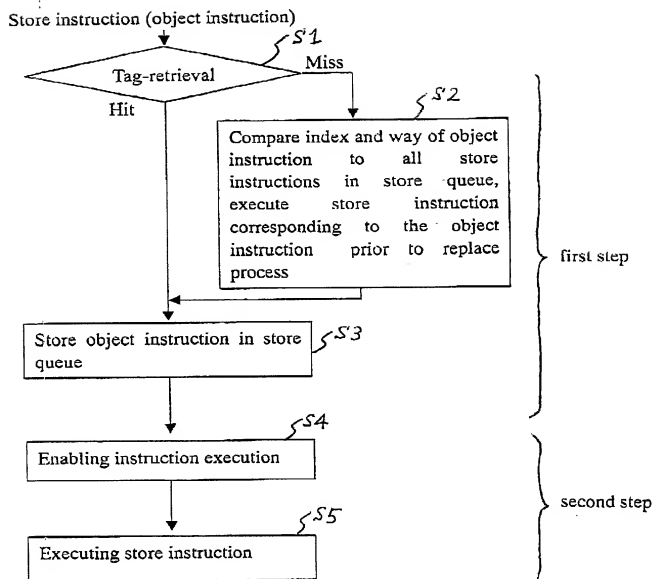 Store instruction (object instruction)
S1
Tag-retrieval
Miss
Hit
S2
Compare index and way of object
instruction to all store
instructions in store queue,
execute store instruction
corresponding to the object
instruction prior to replace
process
first step
Store object instruction in store
queue
S3
S4
Enabling instruction execution
second step
S5
Executing store instruction